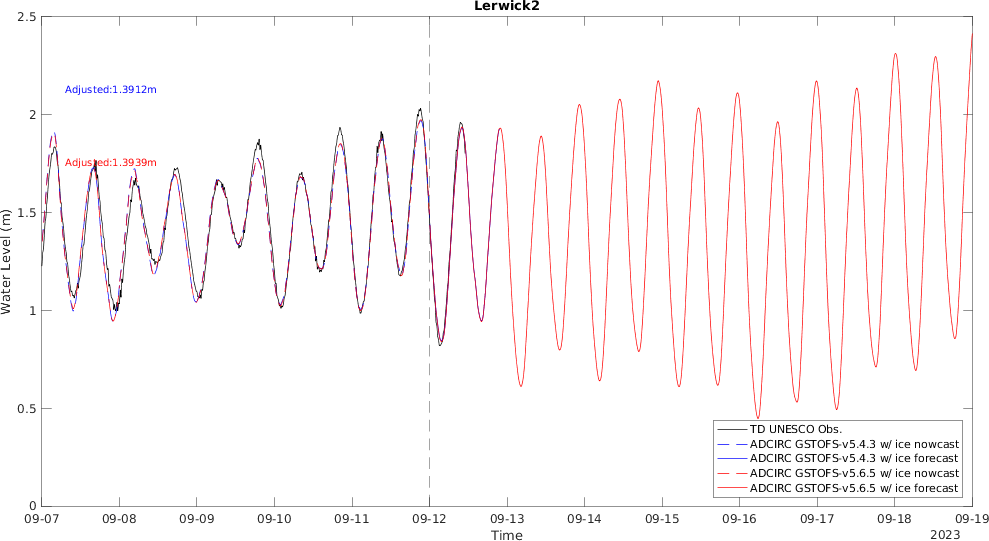 Lerwick2
2.5
2
1.5
1
0.5
0
Water Level (m)
Adjusted:1.3912m
Adjusted:1.3939m
TD UNESCO Obs.
ADCIRC GSTOFS-v5.4.3 w/ ice nowcast
ADCIRC GSTOFS-v5.4.3 w/ ice forecast
ADCIRC GSTOFS-v5.6.5 w/ ice nowcast
ADCIRC GSTOFS-v5.6.5 w/ ice forecast
09-07 09-08 09-09 09-10 09-11 09-12 09-13 09-14 09-15 09-16 09-17 09-18 09-19
Time
2023